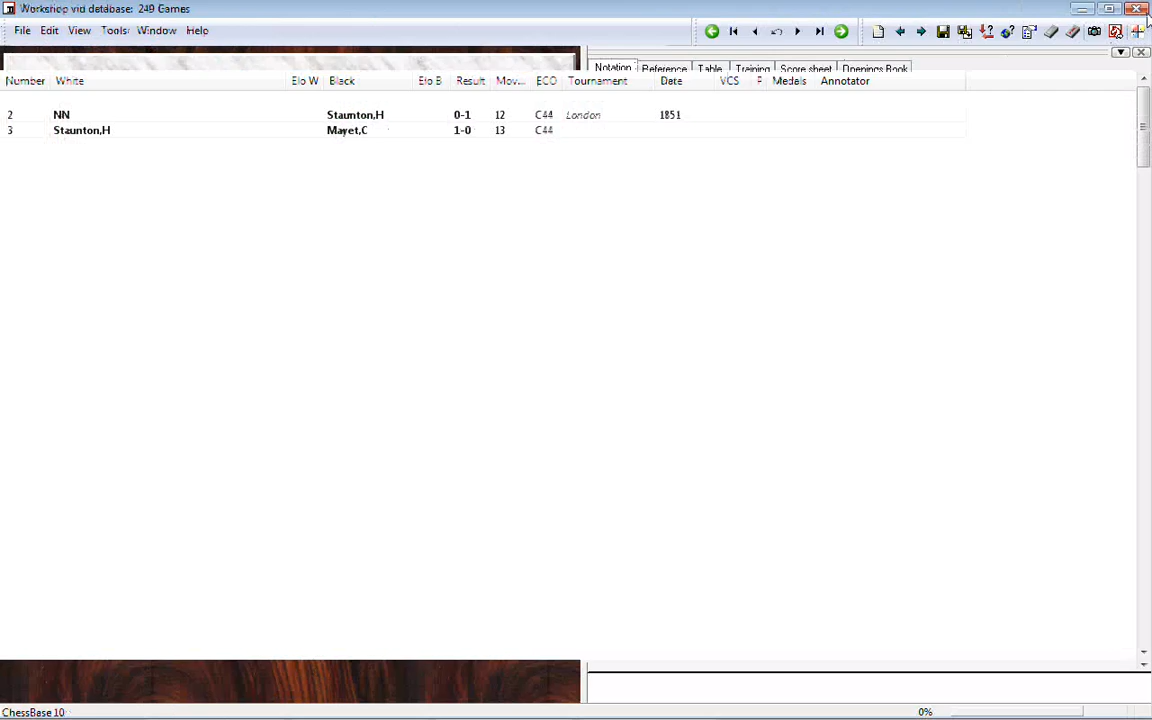 Workshop vid database: 249 Games
File Edit View Tools Window Help
Notation Reference Table Training Score sheet Openings Book
Number White Elo W Black Elo B Result Mov... ECO Tournament Date VCS F Medals Annotator
2 NN Staunton,H 0-1 12 C44 London 1851
3 Staunton,H Mayet,C 1-0 13 C44
ChessBase 10 0%